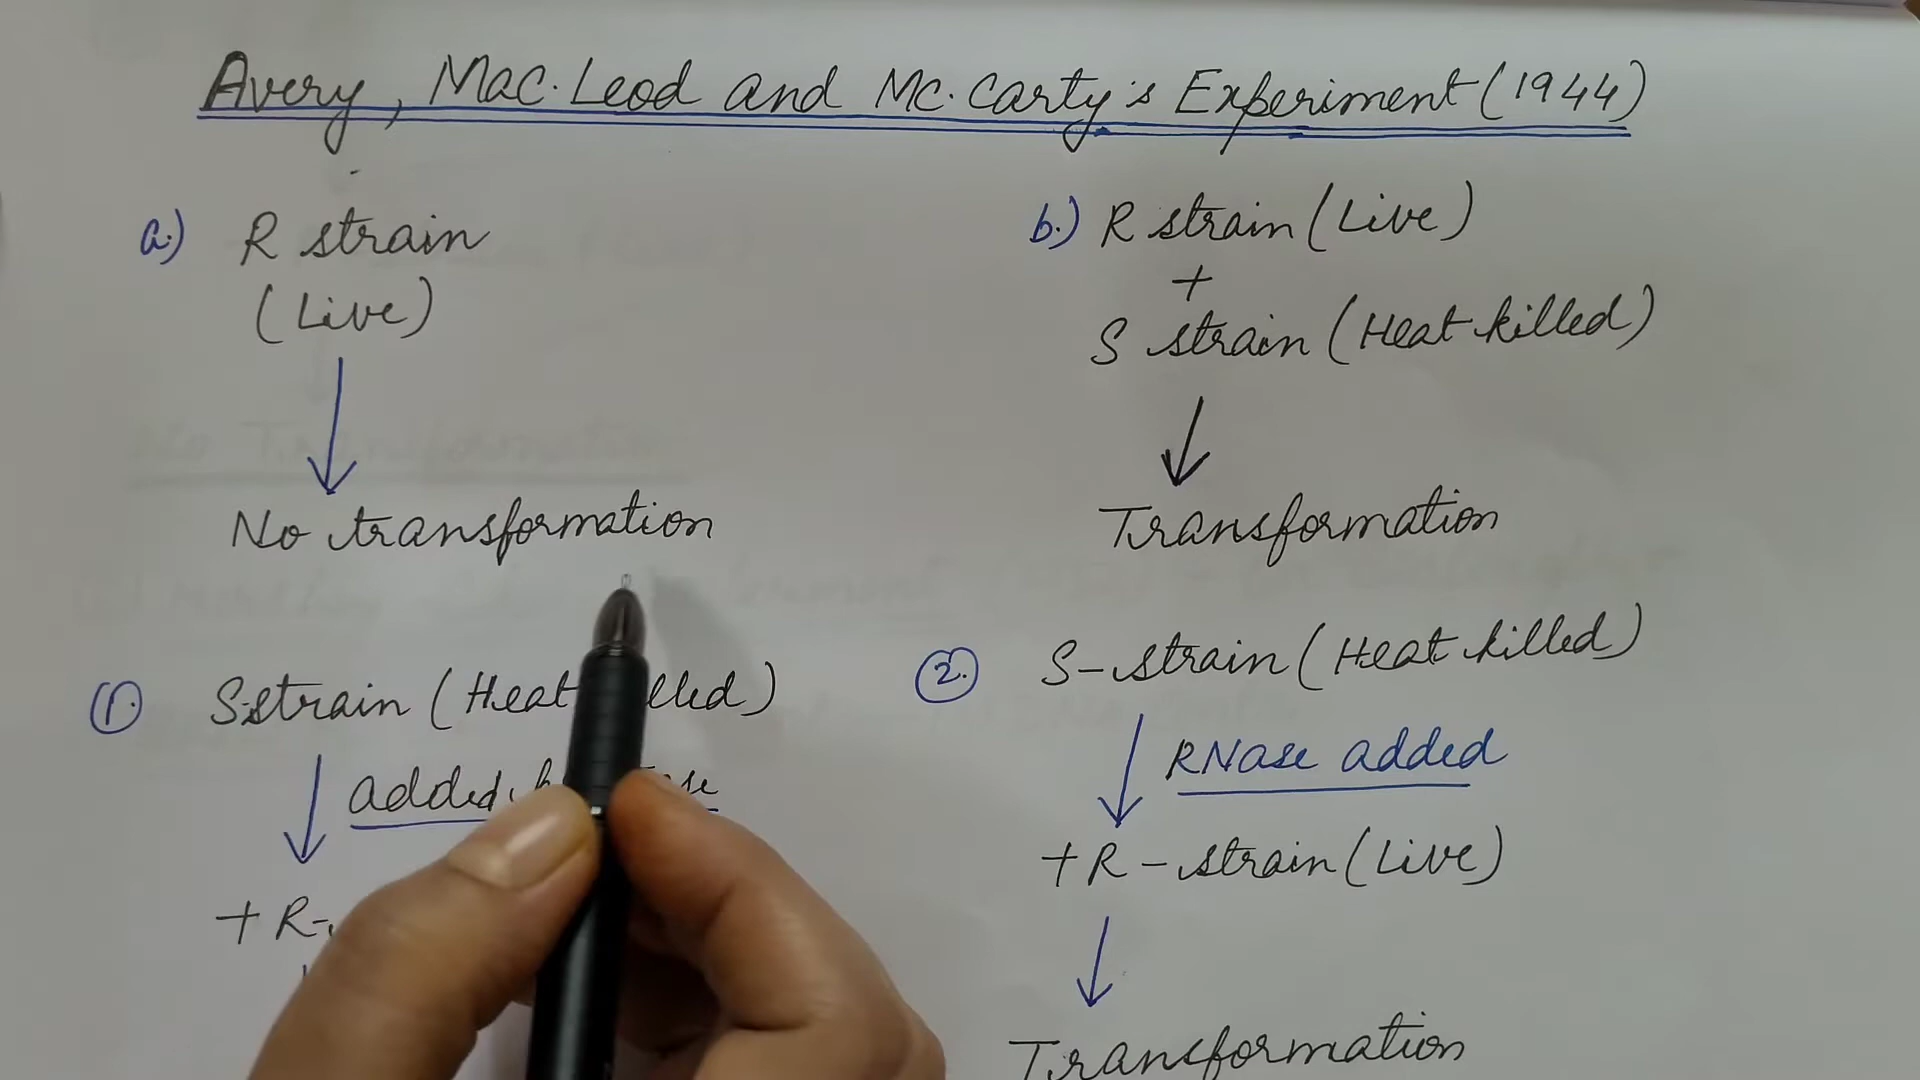 Avery, Mac. Leod and Mc. Carty's Experiment (1944)
a.) R strain
(Live)
No transformation
b.) R strain (Live)
+
S strain (Heat killed)
Transformation
1. S-strain (Heat
added
+ R-
2. S-strain (Heat killed)
RNase added
+ R - strain (Live)
Transformation